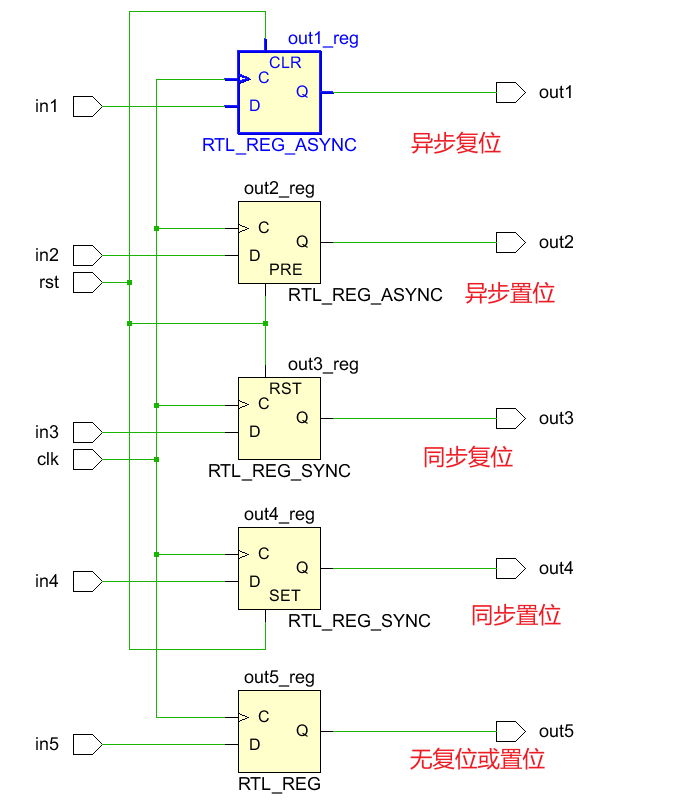 out1_reg
CLR
C
in1
D
Q
out1
RTL_REG_ASYNC
异步复位
out2_reg
C
in2
D
Q
out2
PRE
rst
RTL_REG_ASYNC
异步置位
out3_reg
RST
C
in3
D
Q
out3
clk
RTL_REG_SYNC
同步复位
out4_reg
C
in4
D
Q
out4
SET
RTL_REG_SYNC
同步置位
out5_reg
C
in5
D
Q
out5
无复位或置位
RTL_REG